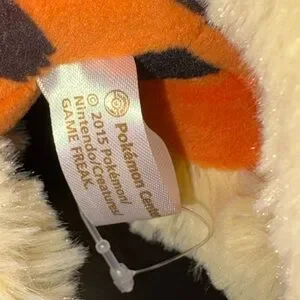 Pokémon Center
© 2015 Pokémon/
Nintendo/Creatures/
GAME FREAK.